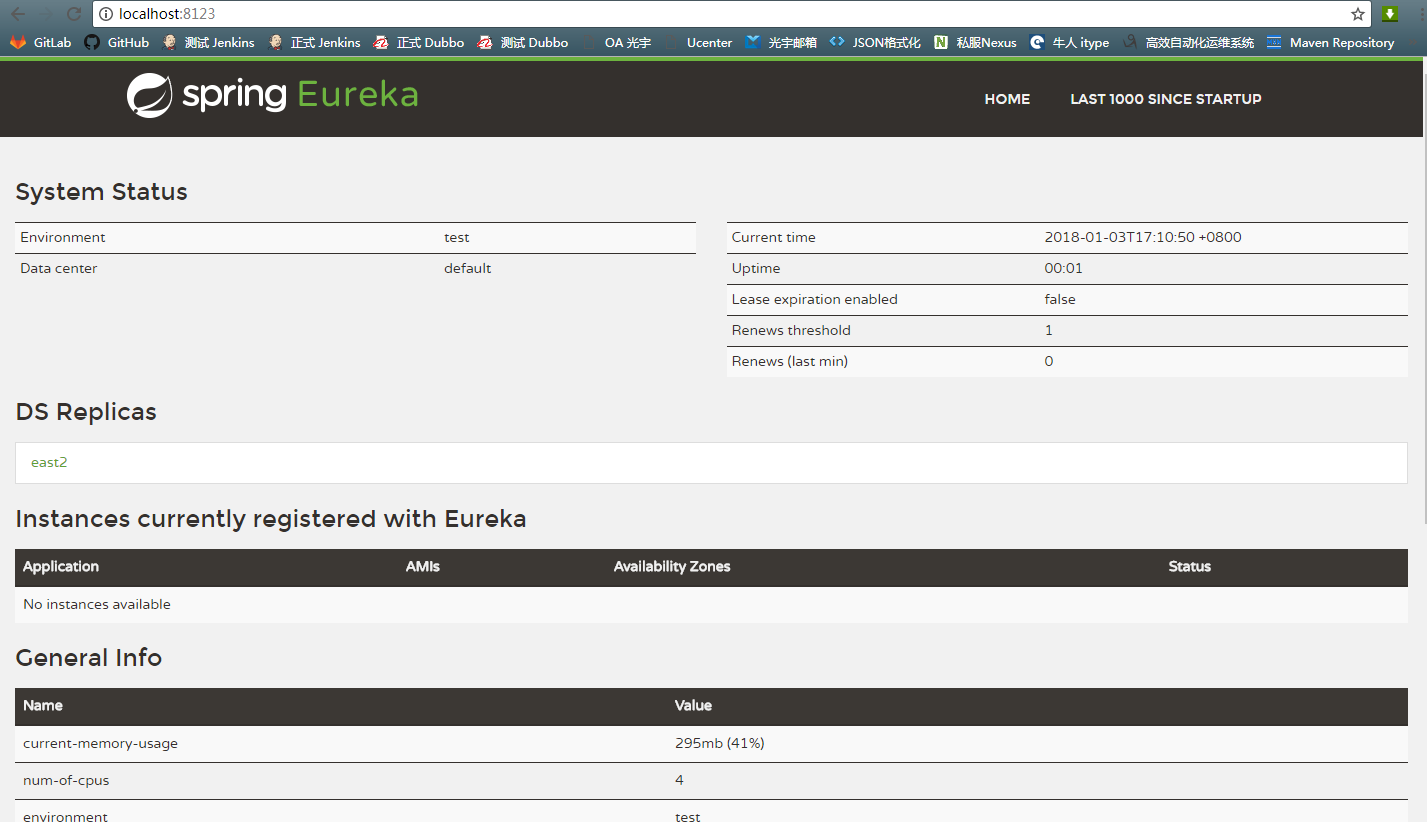 localhost:8123
GitLab GitHub 测试 Jenkins 正式 Jenkins 正式 Dubbo 测试 Dubbo OA 光宇 Ucenter 光宇邮箱 JSON格式化 私服Nexus 牛人 itype 高效自动化运维系统 Maven Repository
spring Eureka HOME LAST 1000 SINCE STARTUP
System Status
Environment test Current time 2018-01-03T17:10:50 +0800
Data center default Uptime 00:01
Lease expiration enabled false
Renews threshold 1
Renews (last min) 0
DS Replicas
east2
Instances currently registered with Eureka
Application AMIs Availability Zones Status
No instances available
General Info
Name Value
current-memory-usage 295mb (41%)
num-of-cpus 4
environment test